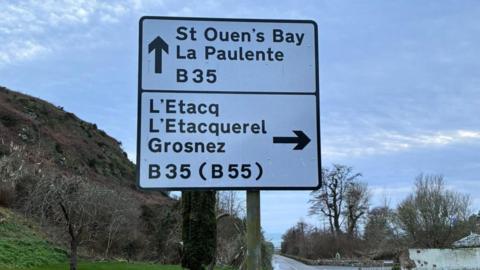 St Ouen's Bay
La Paulente
B35
L'Etacq
L'Etacquerel
Grosnez
B35 (B55)